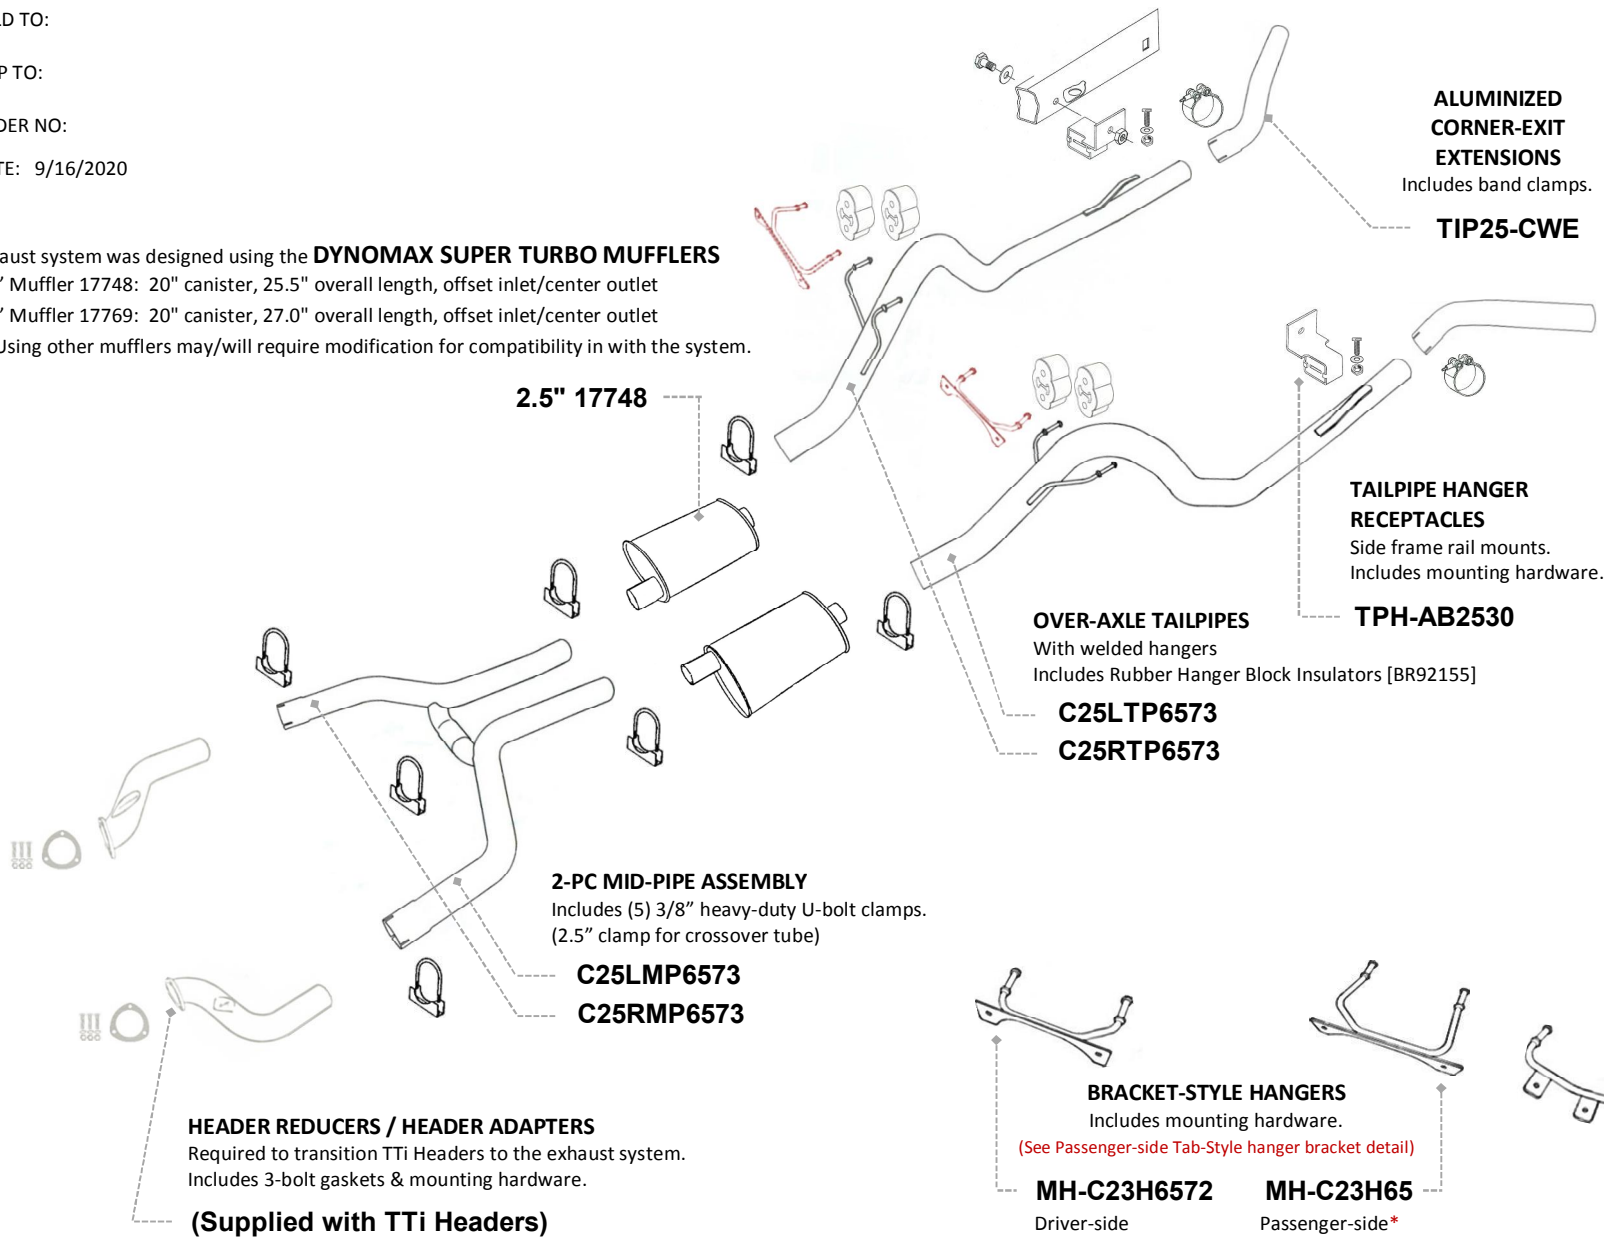 LD TO:
P TO:
DER NO:
TE: 9/16/2020
aust system was designed using the DYNOMAX SUPER TURBO MUFFLERS
” Muffler 17748: 20" canister, 25.5" overall length, offset inlet/center outlet
” Muffler 17769: 20" canister, 27.0" overall length, offset inlet/center outlet
Using other mufflers may/will require modification for compatibility in with the system.
2.5" 17748
ALUMINIZED
CORNER-EXIT
EXTENSIONS
Includes band clamps.
TIP25-CWE
TAILPIPE HANGER
RECEPTACLES
Side frame rail mounts.
Includes mounting hardware.
TPH-AB2530
OVER-AXLE TAILPIPES
With welded hangers
Includes Rubber Hanger Block Insulators [BR92155]
C25LTP6573
C25RTP6573
2-PC MID-PIPE ASSEMBLY
Includes (5) 3/8” heavy-duty U-bolt clamps.
(2.5” clamp for crossover tube)
C25LMP6573
C25RMP6573
HEADER REDUCERS / HEADER ADAPTERS
Required to transition TTi Headers to the exhaust system.
Includes 3-bolt gaskets & mounting hardware.
(Supplied with TTi Headers)
BRACKET-STYLE HANGERS
Includes mounting hardware.
(See Passenger-side Tab-Style hanger bracket detail)
MH-C23H6572
Driver-side
MH-C23H65
Passenger-side*